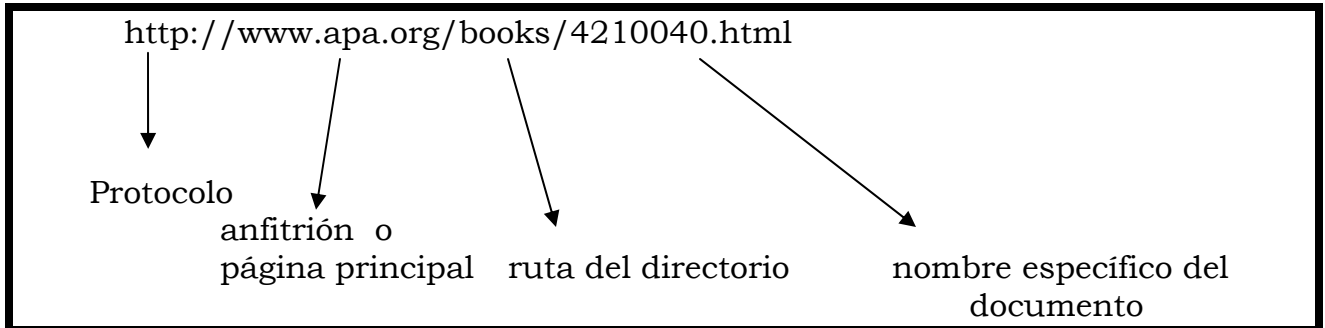 http://www.apa.org/books/4210040.html
Protocolo
anfitrión o
página principal ruta del directorio nombre específico del
documento